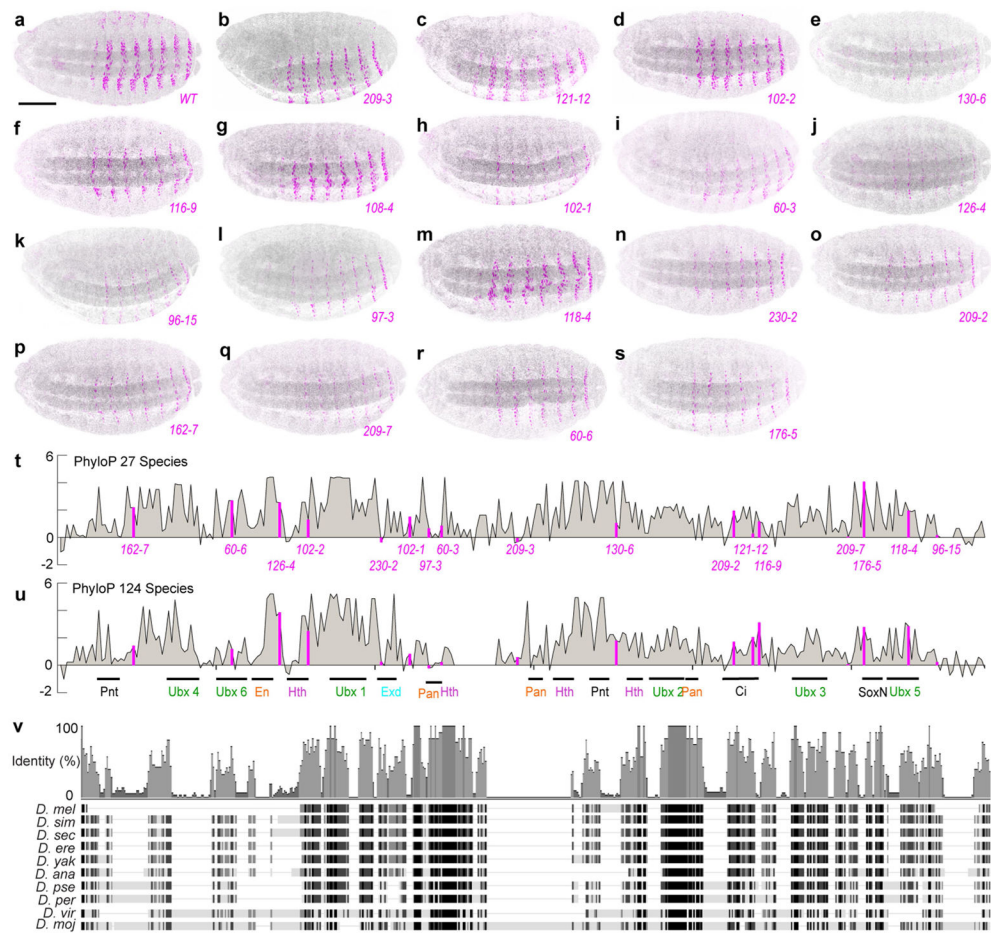 a b c d e
WT 209-3 121-12 102-2 130-6
f g h i j
116-9 108-4 102-1 60-3 126-4
k l m n o
96-15 97-3 118-4 230-2 209-2
p q r s
162-7 209-7 60-6 176-5
t 6 PhyloP 27 Species
0
-2
162-7 60-6 102-2 102-1 60-3 209-3 130-6 121-12 209-7 118-4 96-15
126-4 230-2 97-3 209-2 116-9 176-5
u 6 PhyloP 124 Species
0
-2
Pnt Ubx 4 Ubx 6 En Hth Ubx 1 Exd Pan Hth Pan Hth Pnt Hth Ubx 2 Pan Ci Ubx 3 SoxN Ubx 5
v 100
Identity (%)
0
D. mel
D. sim
D. sec
D. ere
D. yak
D. ana
D. pse
D. per
D. vir
D. moj